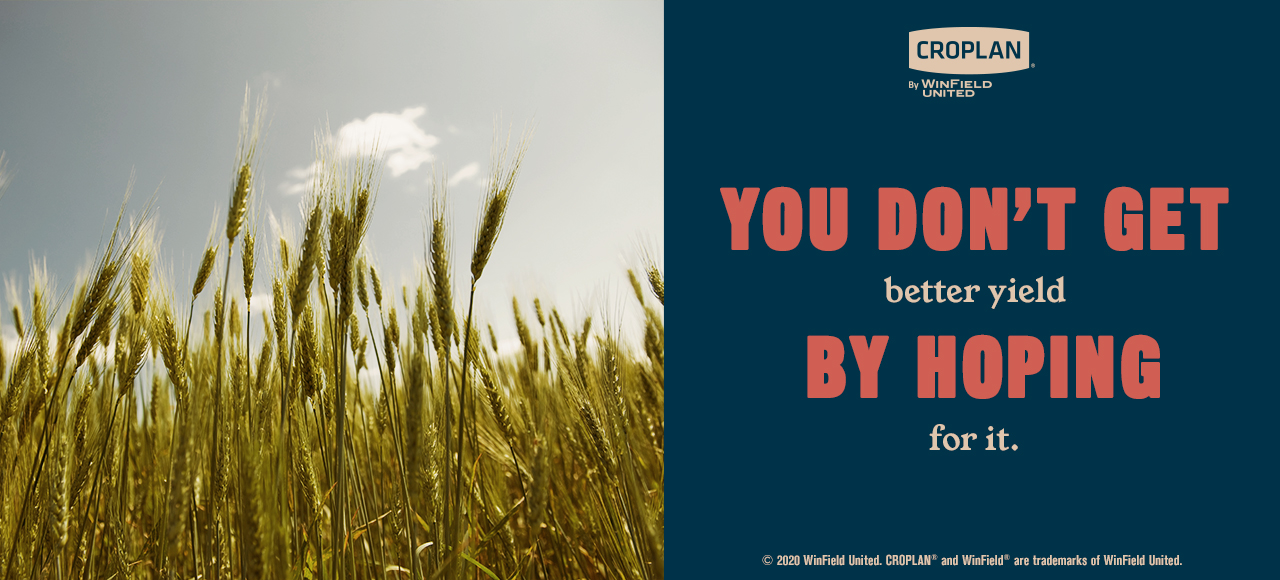 CROPLAN®
By WINFIELD
UNITED
YOU DON'T GET
better yield
BY HOPING
for it.
© 2020 WinField United. CROPLAN® and WinField® are trademarks of WinField United.